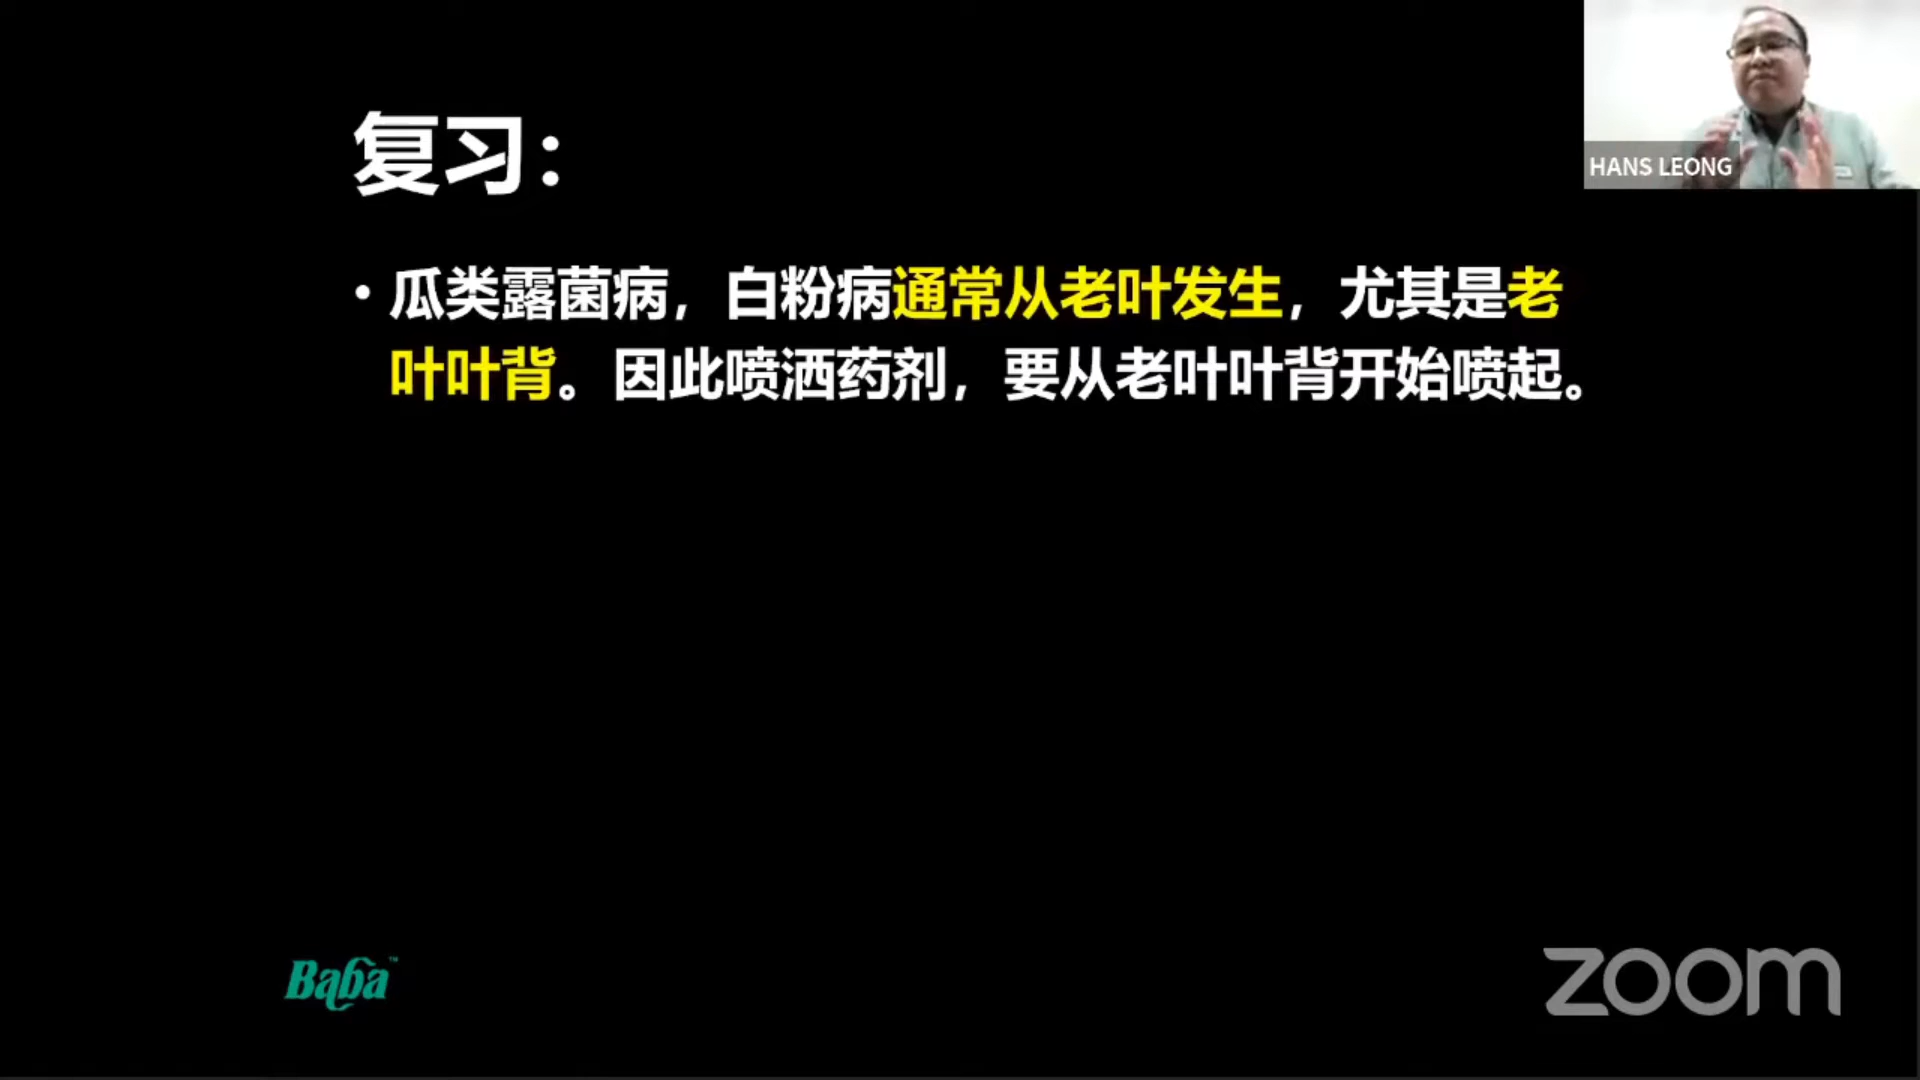 复习：
• 瓜类露菌病，白粉病通常从老叶发生，尤其是老
叶叶背。因此喷洒药剂，要从老叶叶背开始喷起。
HANS LEONG
Baba™
zoom